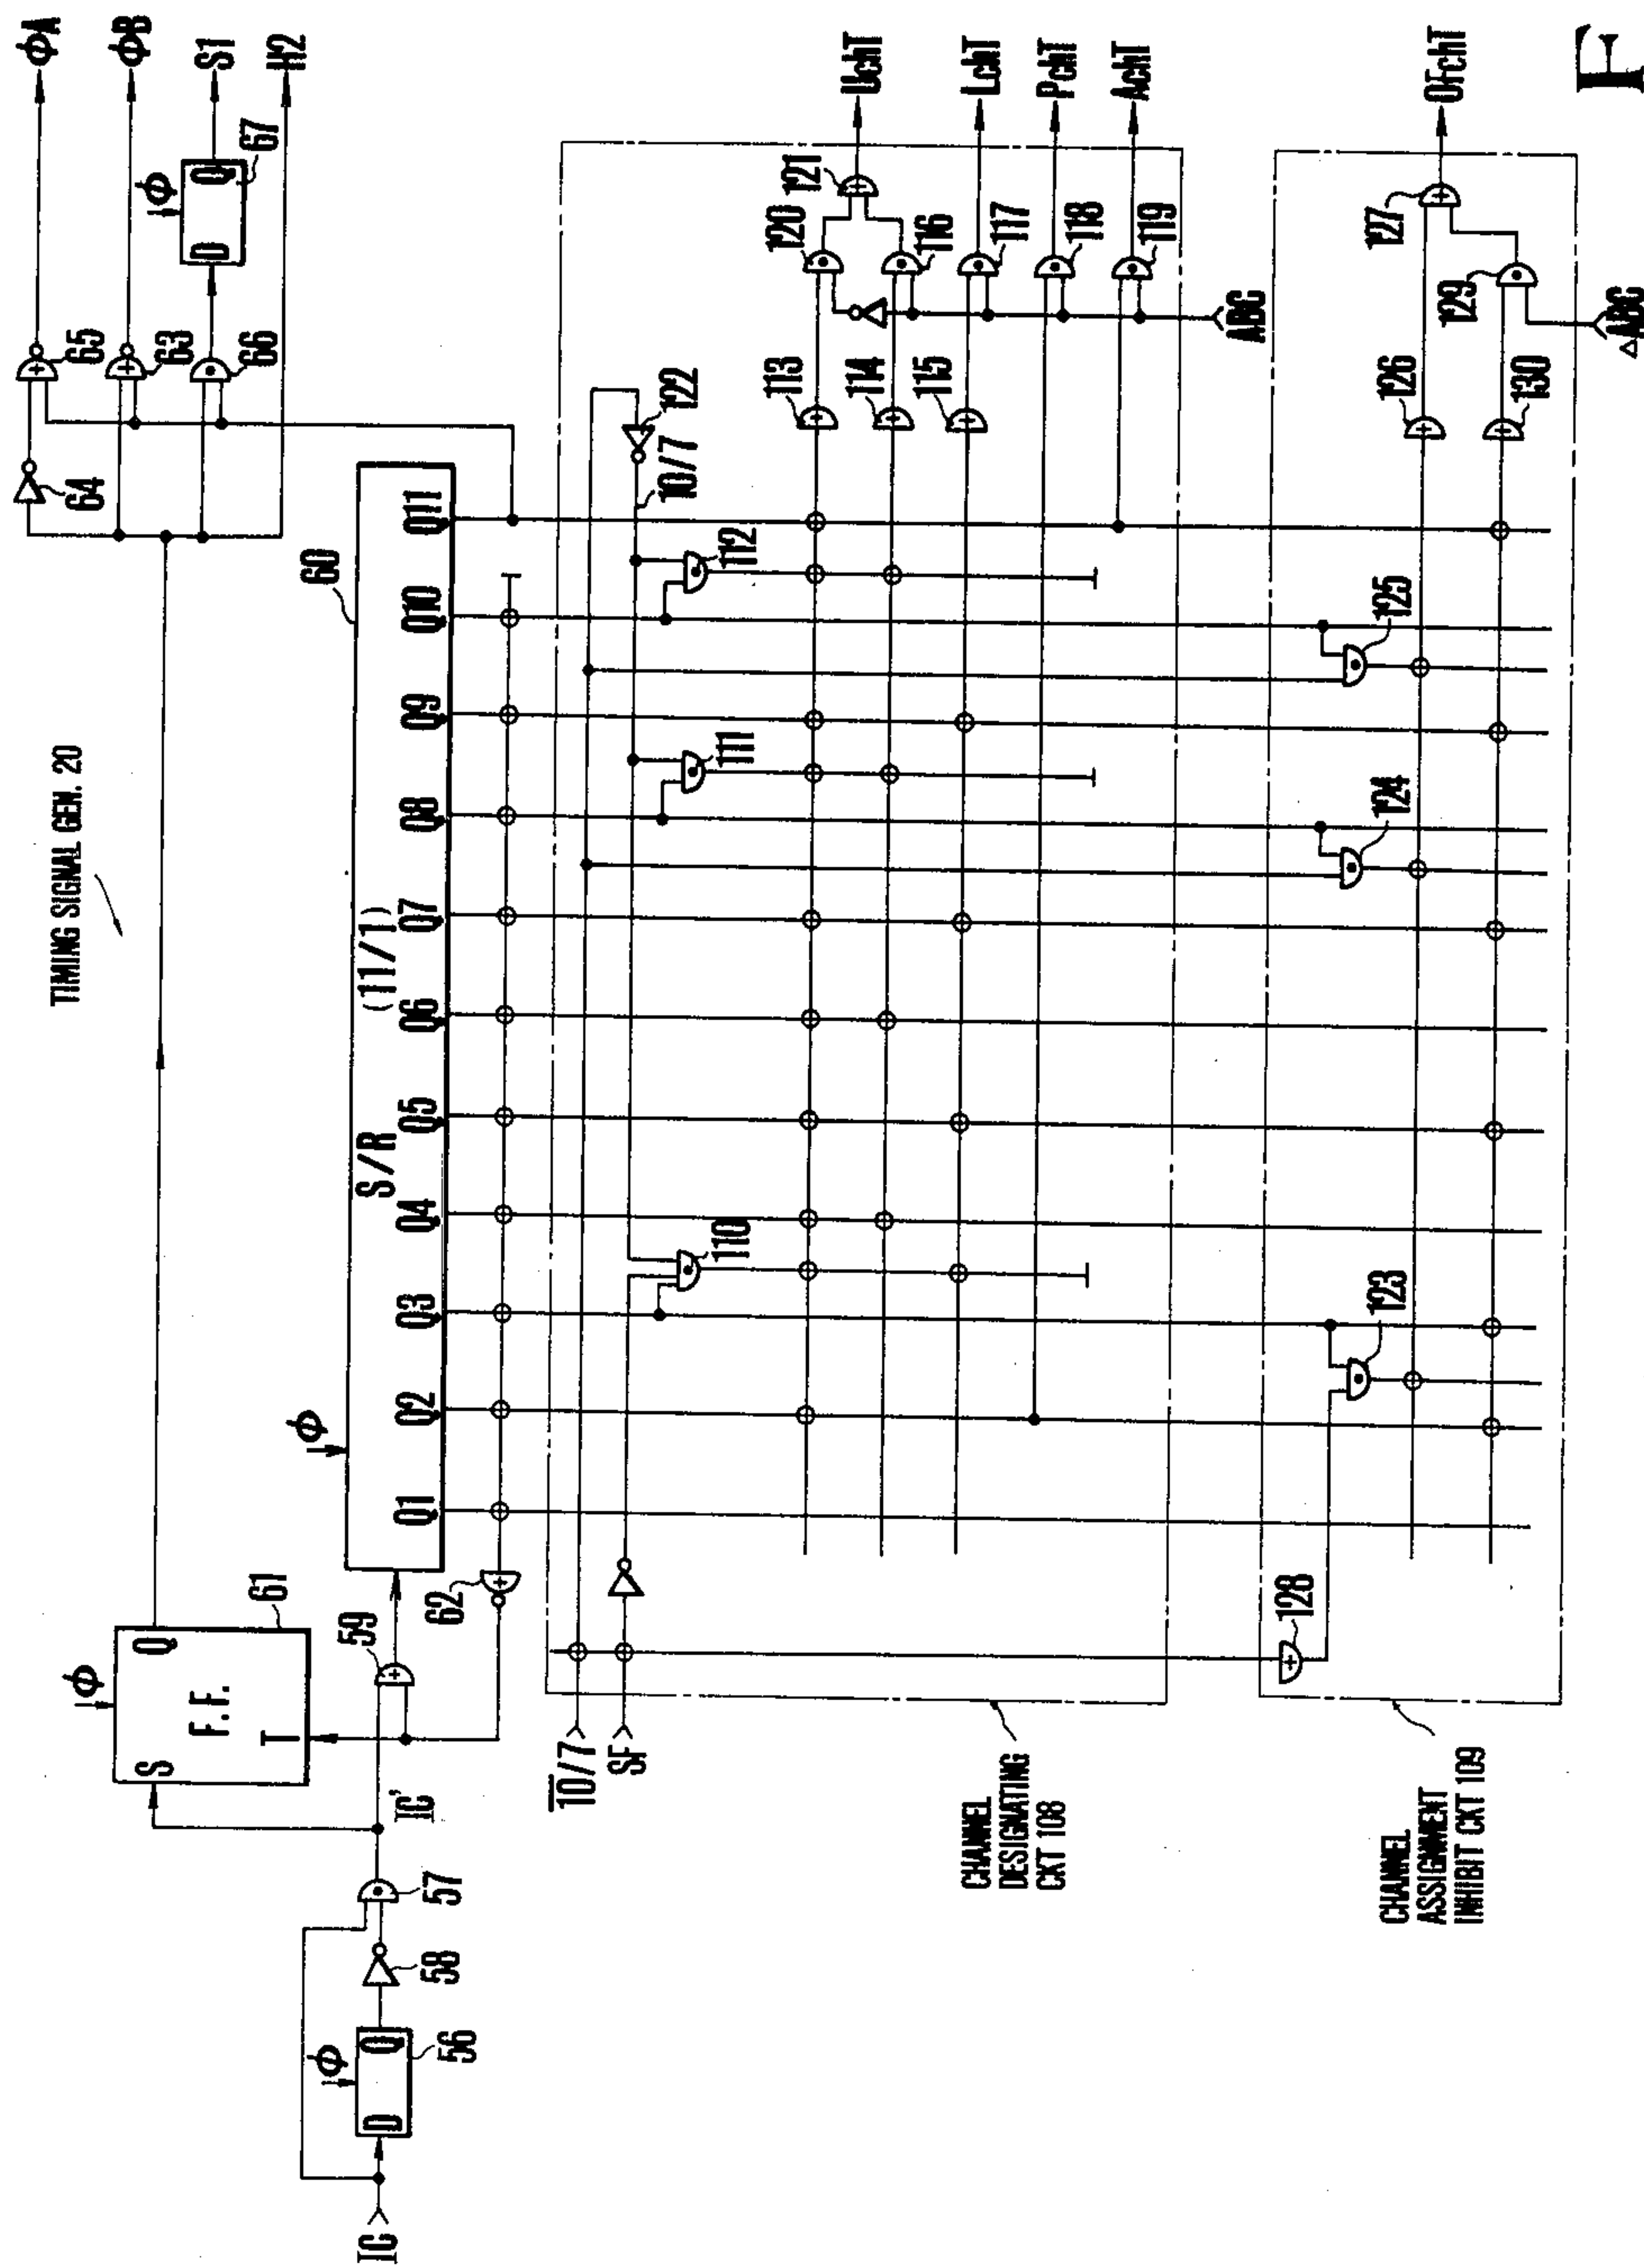 TIMING SIGNAL GEN. 20
IC
D
Q
Φ
56
58
57
IC'
S
Q
F.F.
T
Φ
61
59
62
Φ
S/R (11/1)
60
Q1
Q2
Q3
Q4
Q5
Q6
Q7
Q8
Q9
Q10
Q11
64
65
63
66
D
Q
Φ
67
ΦA
ΦB
S1
H2
10/7
SF
CHANNEL
DESIGNATING
CKT 108
110
111
112
10/7
122
113
114
115
120
121
116
117
118
119
ABC
UchT
LchT
PchT
AchT
CHANNEL
ASSIGNMENT
INHIBIT CKT 109
128
123
124
125
126
130
127
129
△ABC
OFchT
F